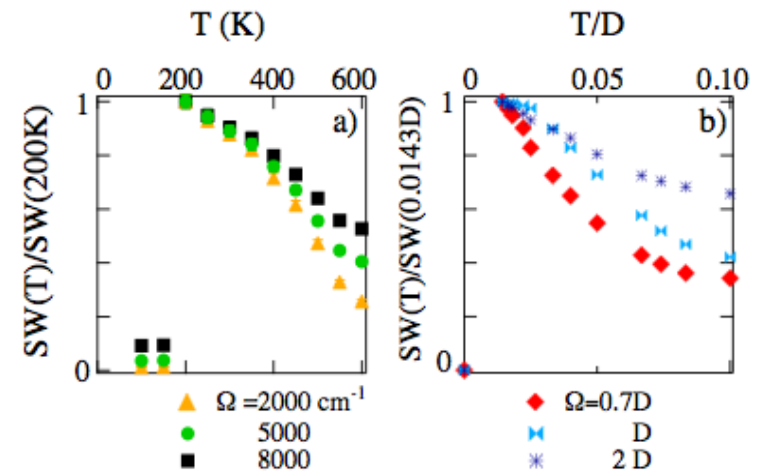 T (K)
T/D
0 200 400 600
0 0.05 0.10
1
a)
1
b)
SW(T)/SW(200K)
SW(T)/SW(0.0143D)
0
0
Ω =2000 cm⁻¹
5000
8000
Ω=0.7D
D
2 D